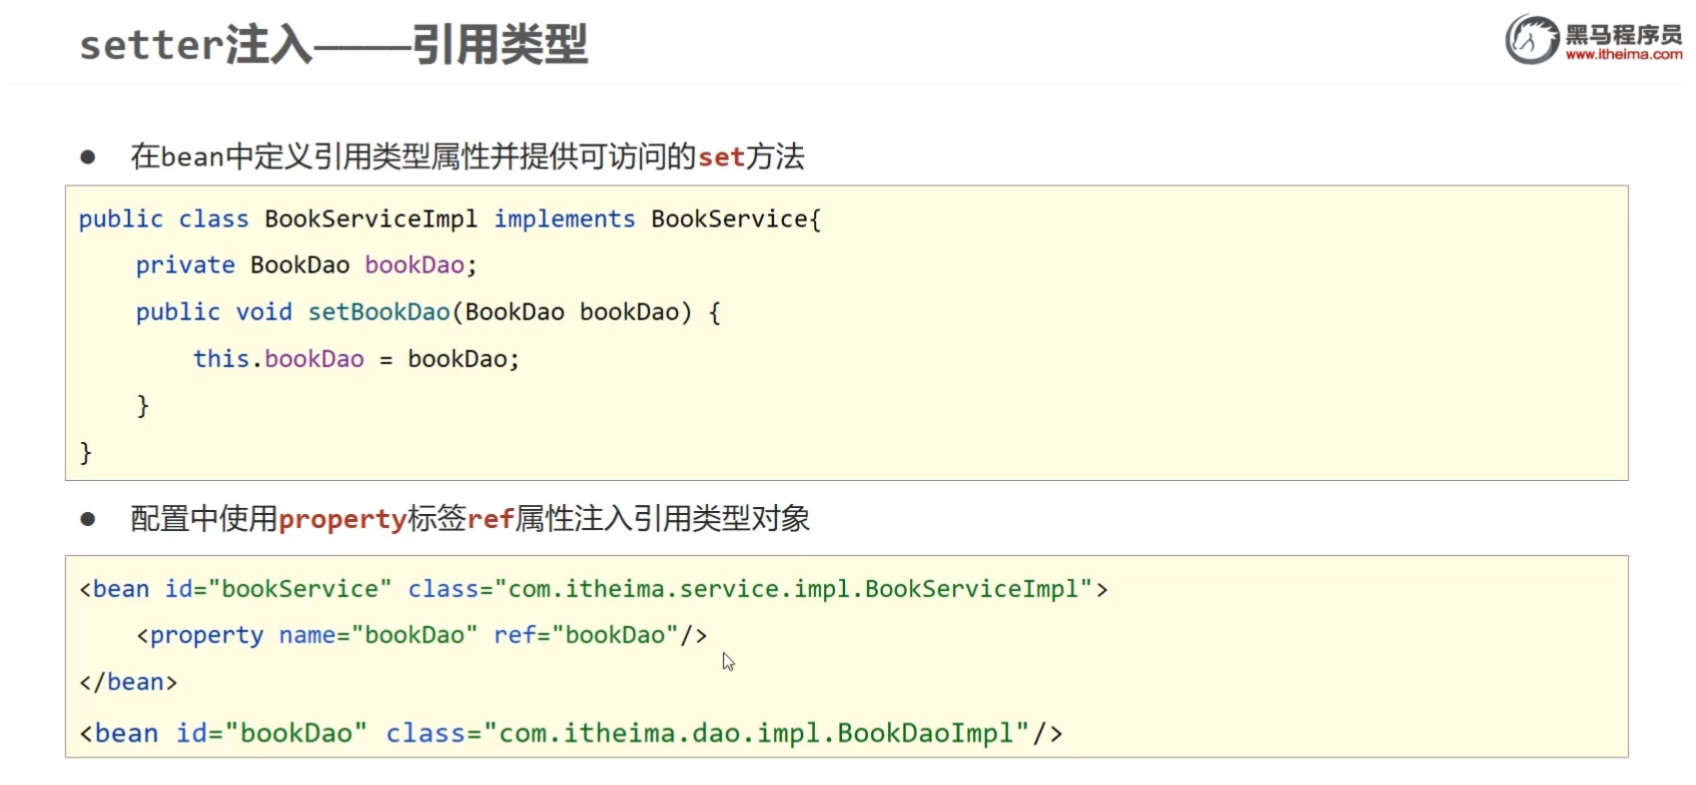 setter注入————引用类型
黑马程序员
www.itheima.com
● 在bean中定义引用类型属性并提供可访问的set方法
public class BookServiceImpl implements BookService{
    private BookDao bookDao;
    public void setBookDao(BookDao bookDao) {
        this.bookDao = bookDao;
    }
}
● 配置中使用property标签ref属性注入引用类型对象
<bean id="bookService" class="com.itheima.service.impl.BookServiceImpl">
    <property name="bookDao" ref="bookDao"/>
</bean>
<bean id="bookDao" class="com.itheima.dao.impl.BookDaoImpl"/>